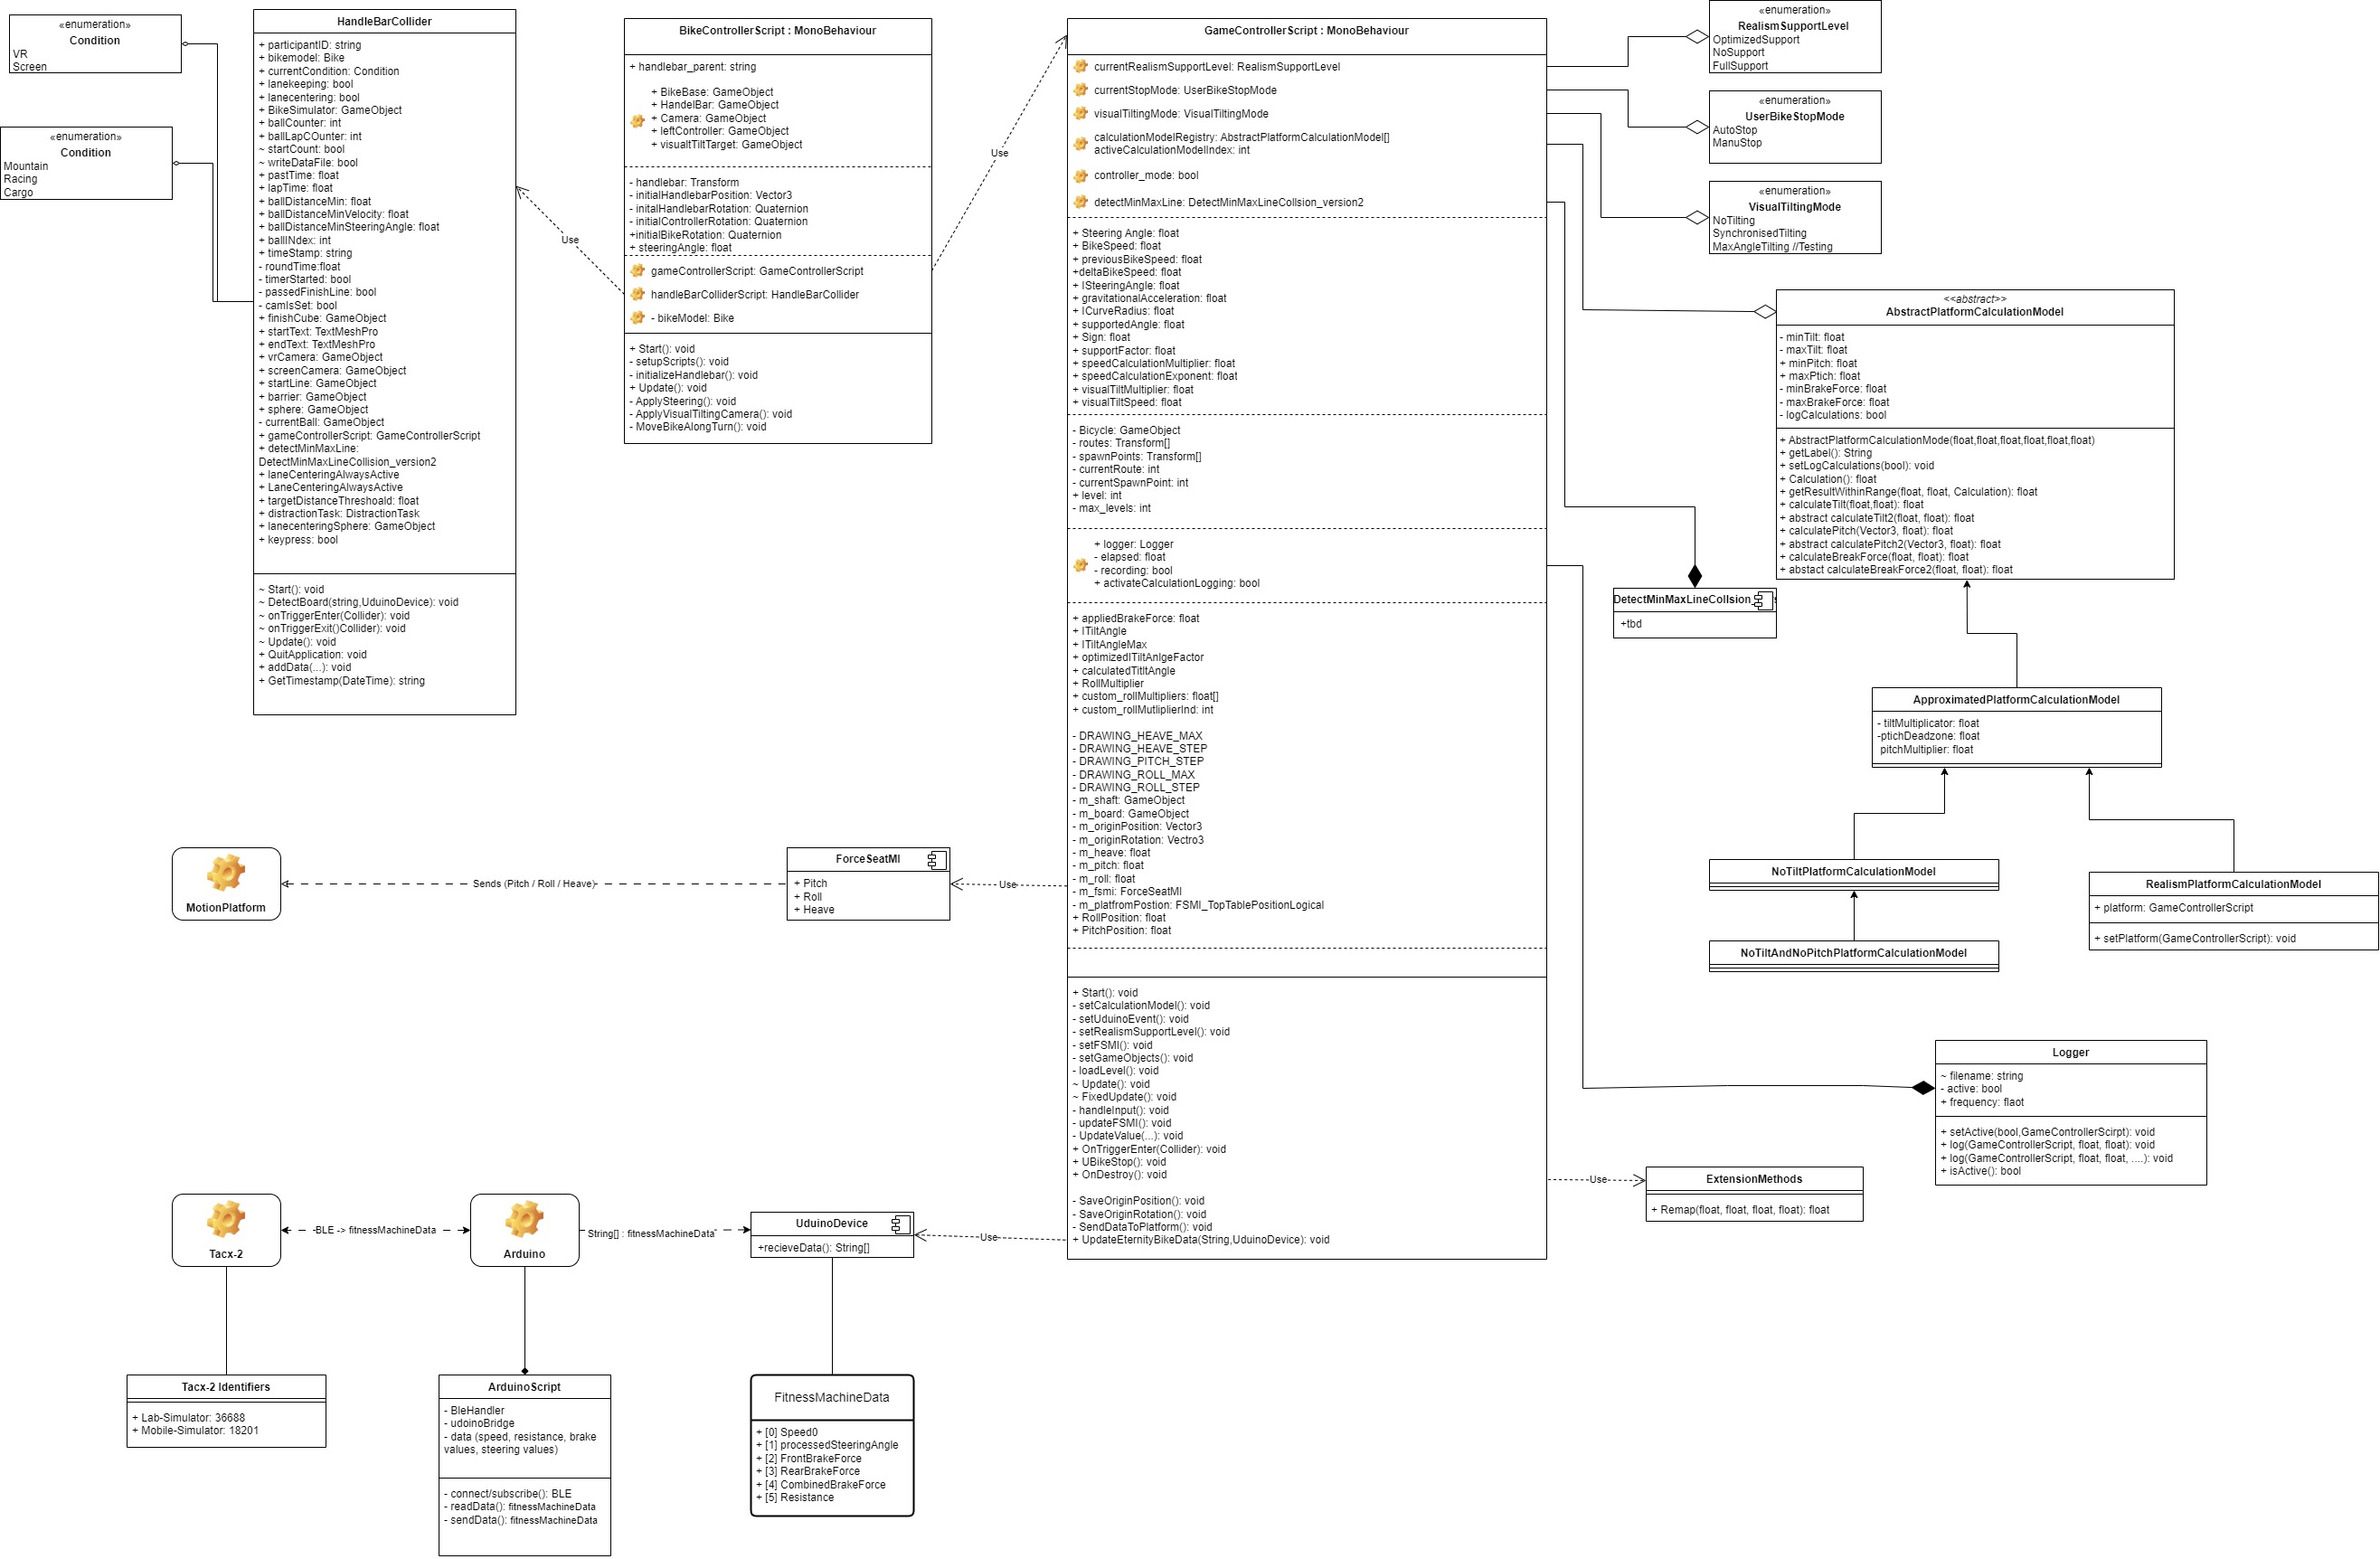 «enumeration»
Condition
VR
Screen
«enumeration»
Condition
Mountain
Racing
Cargo
HandleBarCollider
+ participantID: string
+ bikemodel: Bike
+ currentCondition: Condition
+ lanekeeping: bool
+ lanecentering: bool
+ BikeSimulator: GameObject
+ ballCounter: int
+ ballLapCOunter: int
~ startCount: bool
~ writeDataFile: bool
+ pastTime: float
+ lapTime: float
+ ballDistanceMin: float
+ ballDistanceMinVelocity: float
+ ballDistanceMinSteeringAngle: float
+ ballINdex: int
+ timeStamp: string
- roundTime:float
- timerStarted: bool
- passedFinishLine: bool
- camIsSet: bool
+ finishCube: GameObject
+ startText: TextMeshPro
+ endText: TextMeshPro
+ vrCamera: GameObject
+ screenCamera: GameObject
+ startLine: GameObject
+ barrier: GameObject
+ sphere: GameObject
- currentBall: GameObject
+ gameControllerScript: GameControllerScript
+ detectMinMaxLine:
DetectMinMaxLineCollision_version2
+ laneCenteringAlwaysActive
+ LaneCenteringAlwaysActive
+ targetDistanceThreshoald: float
+ distractionTask: DistractionTask
+ lanecenteringSphere: GameObject
+ keypress: bool
~ Start(): void
~ DetectBoard(string,UduinoDevice): void
~ onTriggerEnter(Collider): void
~ onTriggerExit()Collider): void
~ Update(): void
+ QuitApplication: void
+ addData(...): void
+ GetTimestamp(DateTime): string
Use
BikeControllerScript : MonoBehaviour
+ handlebar_parent: string
+ BikeBase: GameObject
+ HandelBar: GameObject
+ Camera: GameObject
+ leftController: GameObject
+ visualtTiltTarget: GameObject
- handlebar: Transform
- initialHandlebarPosition: Vector3
- initalHandlebarRotation: Quaternion
- initialControllerRotation: Quaternion
+initialBikeRotation: Quaternion
+ steeringAngle: float
gameControllerScript: GameControllerScript
handleBarColliderScript: HandleBarCollider
- bikeModel: Bike
+ Start(): void
- setupScripts(): void
- initializeHandlebar(): void
+ Update(): void
- ApplySteering(): void
- ApplyVisualTiltingCamera(): void
- MoveBikeAlongTurn(): void
Use
GameControllerScript : MonoBehaviour
currentRealismSupportLevel: RealismSupportLevel
currentStopMode: UserBikeStopMode
visualTiltingMode: VisualTiltingMode
calculationModelRegistry: AbstractPlatformCalculationModel[]
activeCalculationModelIndex: int
controller_mode: bool
detectMinMaxLine: DetectMinMaxLineCollsion_version2
+ Steering Angle: float
+ BikeSpeed: float
+ previousBikeSpeed: float
+deltaBikeSpeed: float
+ ISteeringAngle: float
+ gravitationalAcceleration: float
+ ICurveRadius: float
+ supportedAngle: float
+ Sign: float
+ supportFactor: float
+ speedCalculationMultiplier: float
+ speedCalculationExponent: float
+ visualTiltMultiplier: float
+ visualTiltSpeed: float
- Bicycle: GameObject
- routes: Transform[]
- spawnPoints: Transform[]
- currentRoute: int
- currentSpawnPoint: int
+ level: int
- max_levels: int
+ logger: Logger
- elapsed: float
- recording: bool
+ activateCalculationLogging: bool
+ appliedBrakeForce: float
+ ITiltAngle
+ ITiltAngleMax
+ optimizedITiltAnlgeFactor
+ calculatedTitltAngle
+ RollMultiplier
+ custom_rollMultipliers: float[]
+ custom_rollMutliplierInd: int
- DRAWING_HEAVE_MAX
- DRAWING_HEAVE_STEP
- DRAWING_PITCH_STEP
- DRAWING_ROLL_MAX
- DRAWING_ROLL_STEP
- m_shaft: GameObject
- m_board: GameObject
- m_originPosition: Vector3
- m_originRotation: Vectro3
- m_heave: float
- m_pitch: float
- m_roll: float
- m_fsmi: ForceSeatMI
- m_platfromPostion: FSMI_TopTablePositionLogical
+ RollPosition: float
+ PitchPosition: float
+ Start(): void
- setCalculationModel(): void
- setUduinoEvent(): void
- setRealismSupportLevel(): void
- setFSMI(): void
- setGameObjects(): void
- loadLevel(): void
~ Update(): void
~ FixedUpdate(): void
- handleInput(): void
- updateFSMI(): void
- UpdateValue(...): void
+ OnTriggerEnter(Collider): void
+ UBikeStop(): void
+ OnDestroy(): void
- SaveOriginPosition(): void
- SaveOriginRotation(): void
- SendDataToPlatform(): void
+ UpdateEternityBikeData(String,UduinoDevice): void
«enumeration»
RealismSupportLevel
OptimizedSupport
NoSupport
FullSupport
«enumeration»
UserBikeStopMode
AutoStop
ManuStop
«enumeration»
VisualTiltingMode
NoTilting
SynchronisedTilting
MaxAngleTilting //Testing
<<abstract>>
AbstractPlatformCalculationModel
- minTilt: float
- maxTilt: float
+ minPitch: float
+ maxPtich: float
- minBrakeForce: float
- maxBrakeForce: float
- logCalculations: bool
+ AbstractPlatformCalculationMode(float,float,float,float,float,float)
+ getLabel(): String
+ setLogCalculations(bool): void
+ Calculation(): float
+ getResultWithinRange(float, float, Calculation): float
+ calculateTilt(float,float): float
+ abstract calculateTilt2(float, float): float
+ calculatePitch(Vector3, float): float
+ abstract calculatePitch2(Vector3, float): float
+ calculateBreakForce(float, float): float
+ abstact calculateBreakForce2(float, float): float
DetectMinMaxLineCollsion_
+tbd
ApproximatedPlatformCalculationModel
- tiltMultiplicator: float
-ptichDeadzone: float
pitchMultiplier: float
NoTiltPlatformCalculationModel
NoTiltAndNoPitchPlatformCalculationModel
RealismPlatformCalculationModel
+ platform: GameControllerScript
+ setPlatform(GameControllerScript): void
Logger
~ filename: string
- active: bool
+ frequency: flaot
+ setActive(bool,GameControllerScirpt): void
+ log(GameControllerScript, float, float): void
+ log(GameControllerScript, float, float, ....): void
+ isActive(): bool
Use
ExtensionMethods
+ Remap(float, float, float, float): float
MotionPlatform
Sends (Pitch / Roll / Heave)
ForceSeatMI
+ Pitch
+ Roll
+ Heave
Use
Tacx-2
BLE -> fitnessMachineData
Arduino
String[] : fitnessMachineData
UduinoDevice
+recieveData(): String[]
Use
Tacx-2 Identifiers
+ Lab-Simulator: 36688
+ Mobile-Simulator: 18201
ArduinoScript
- BleHandler
- udoinoBridge
- data (speed, resistance, brake
values, steering values)
- connect/subscribe(): BLE
- readData(): fitnessMachineData
- sendData(): fitnessMachineData
FitnessMachineData
+ [0] Speed0
+ [1] processedSteeringAngle
+ [2] FrontBrakeForce
+ [3] RearBrakeForce
+ [4] CombinedBrakeForce
+ [5] Resistance